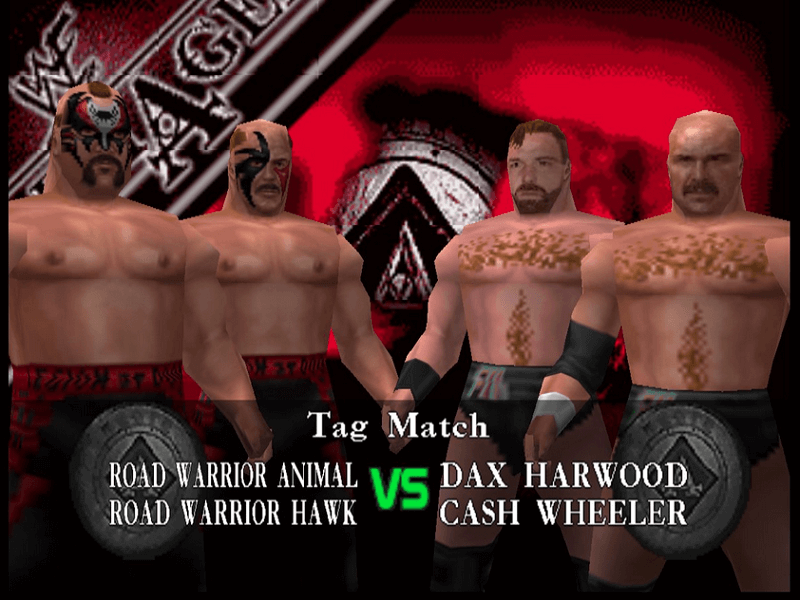 Tag Match
ROAD WARRIOR ANIMAL
ROAD WARRIOR HAWK
VS
DAX HARWOOD
CASH WHEELER